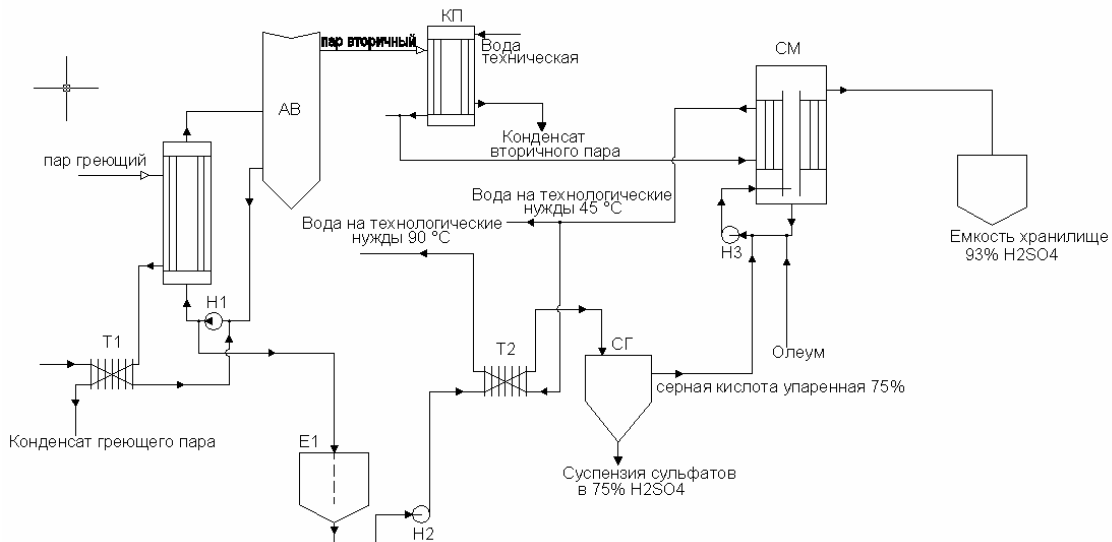 КП
пар вторичный
Вода
техническая
СМ
АВ
Конденсат
вторичного пара
пар греющий
Вода на технологические
нужды 45 °C
Вода на технологические
нужды 90 °C
Емкость хранилище
93% H2SO4
Н3
Н1
Т1
Т2
СГ
Олеум
серная кислота упаренная 75%
Конденсат греющего пара
Е1
Суспензия сульфатов
в 75% H2SO4
Н2